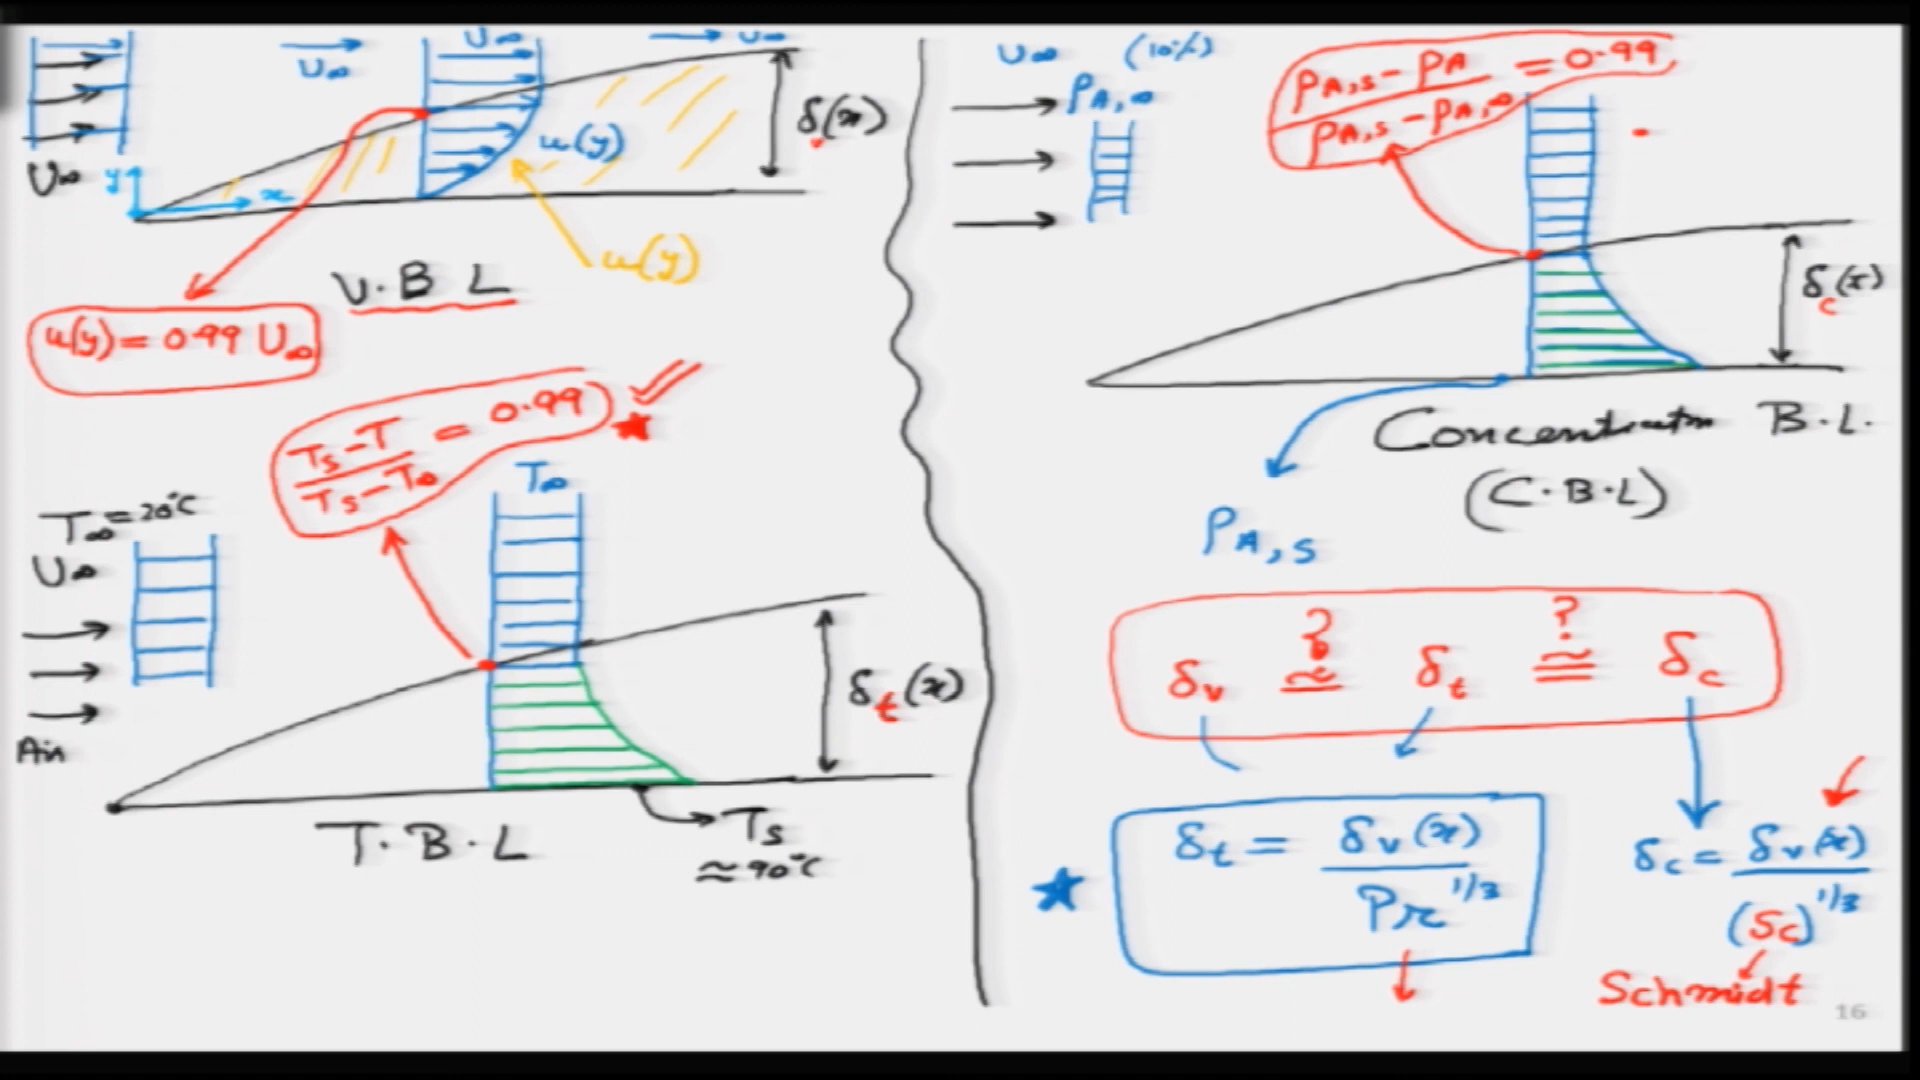 U∞
U∞
U∞
U∞
y
x
u(y)
δv(x)
u(y)
V.B.L
u(y) = 0.99 U∞
Ts - T / Ts - T∞ = 0.99
T∞
T∞ = 20°C
U∞
Air
δt(x)
Ts
≃ 90°C
T.B.L
U∞ (10%)
ρA,∞
ρA,s - ρA / ρA,s - ρA,∞ = 0.99
δc(x)
Concentratn B.L.
(C.B.L)
ρA,s
δv ≅? δt ≅? δc
δt = δv(x) / Pr^1/3
δc = δv(x) / (Sc)^1/3
Schmidt
16